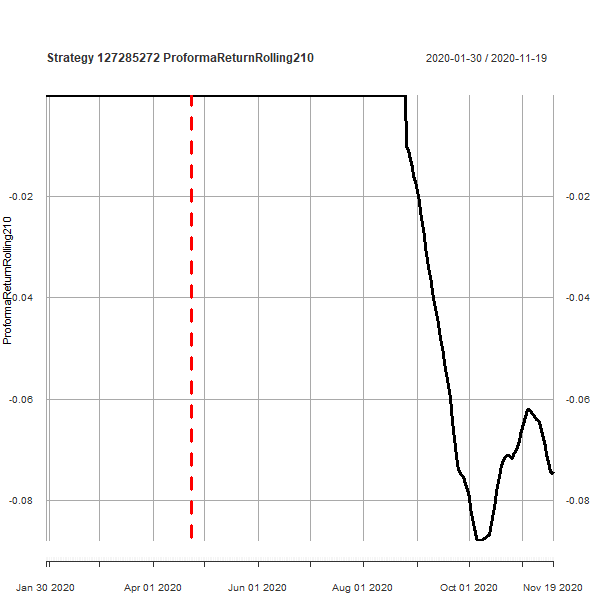 Strategy 127285272 ProformaReturnRolling210
2020-01-30 / 2020-11-19
ProformaReturnRolling210
-0.02
-0.02
-0.04
-0.04
-0.06
-0.06
-0.08
-0.08
Jan 30 2020
Apr 01 2020
Jun 01 2020
Aug 01 2020
Oct 01 2020
Nov 19 2020